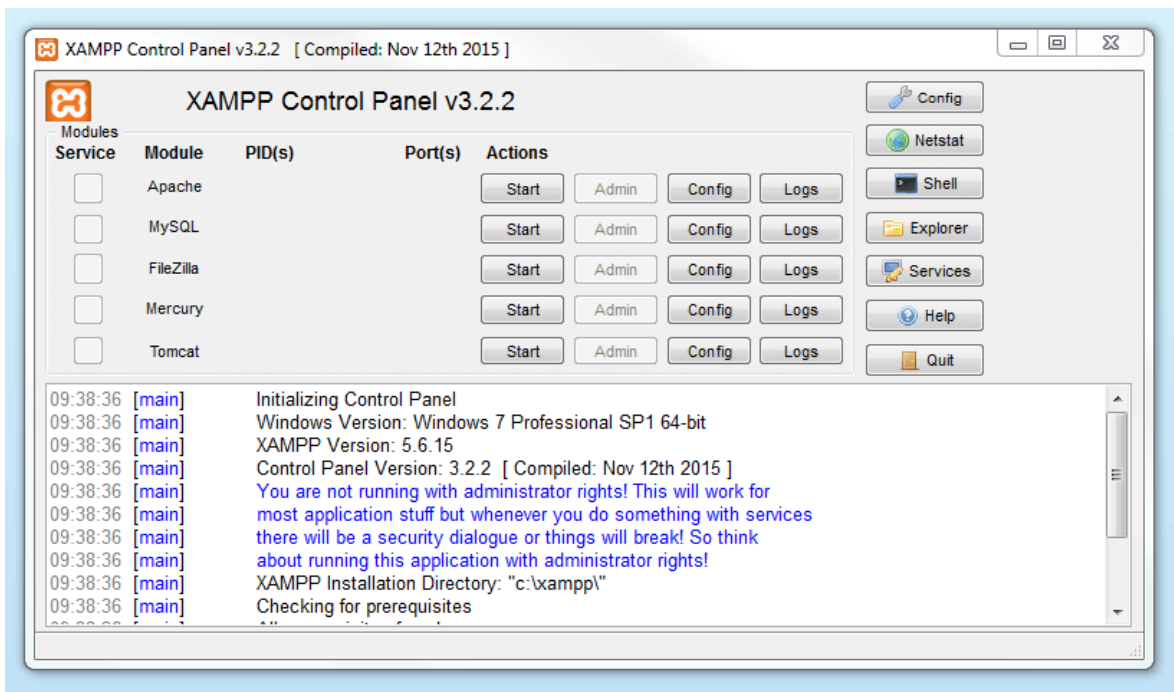 XAMPP Control Panel v3.2.2 [ Compiled: Nov 12th 2015 ]
XAMPP Control Panel v3.2.2
Config
Modules
Netstat
Service Module PID(s) Port(s) Actions
Apache Start Admin Config Logs
Shell
MySQL Start Admin Config Logs
Explorer
FileZilla Start Admin Config Logs
Services
Mercury Start Admin Config Logs
Help
Tomcat Start Admin Config Logs
Quit
09:38:36 [main] Initializing Control Panel
09:38:36 [main] Windows Version: Windows 7 Professional SP1 64-bit
09:38:36 [main] XAMPP Version: 5.6.15
09:38:36 [main] Control Panel Version: 3.2.2 [ Compiled: Nov 12th 2015 ]
09:38:36 [main] You are not running with administrator rights! This will work for
09:38:36 [main] most application stuff but whenever you do something with services
09:38:36 [main] there will be a security dialogue or things will break! So think
09:38:36 [main] about running this application with administrator rights!
09:38:36 [main] XAMPP Installation Directory: "c:\xampp\"
09:38:36 [main] Checking for prerequisites